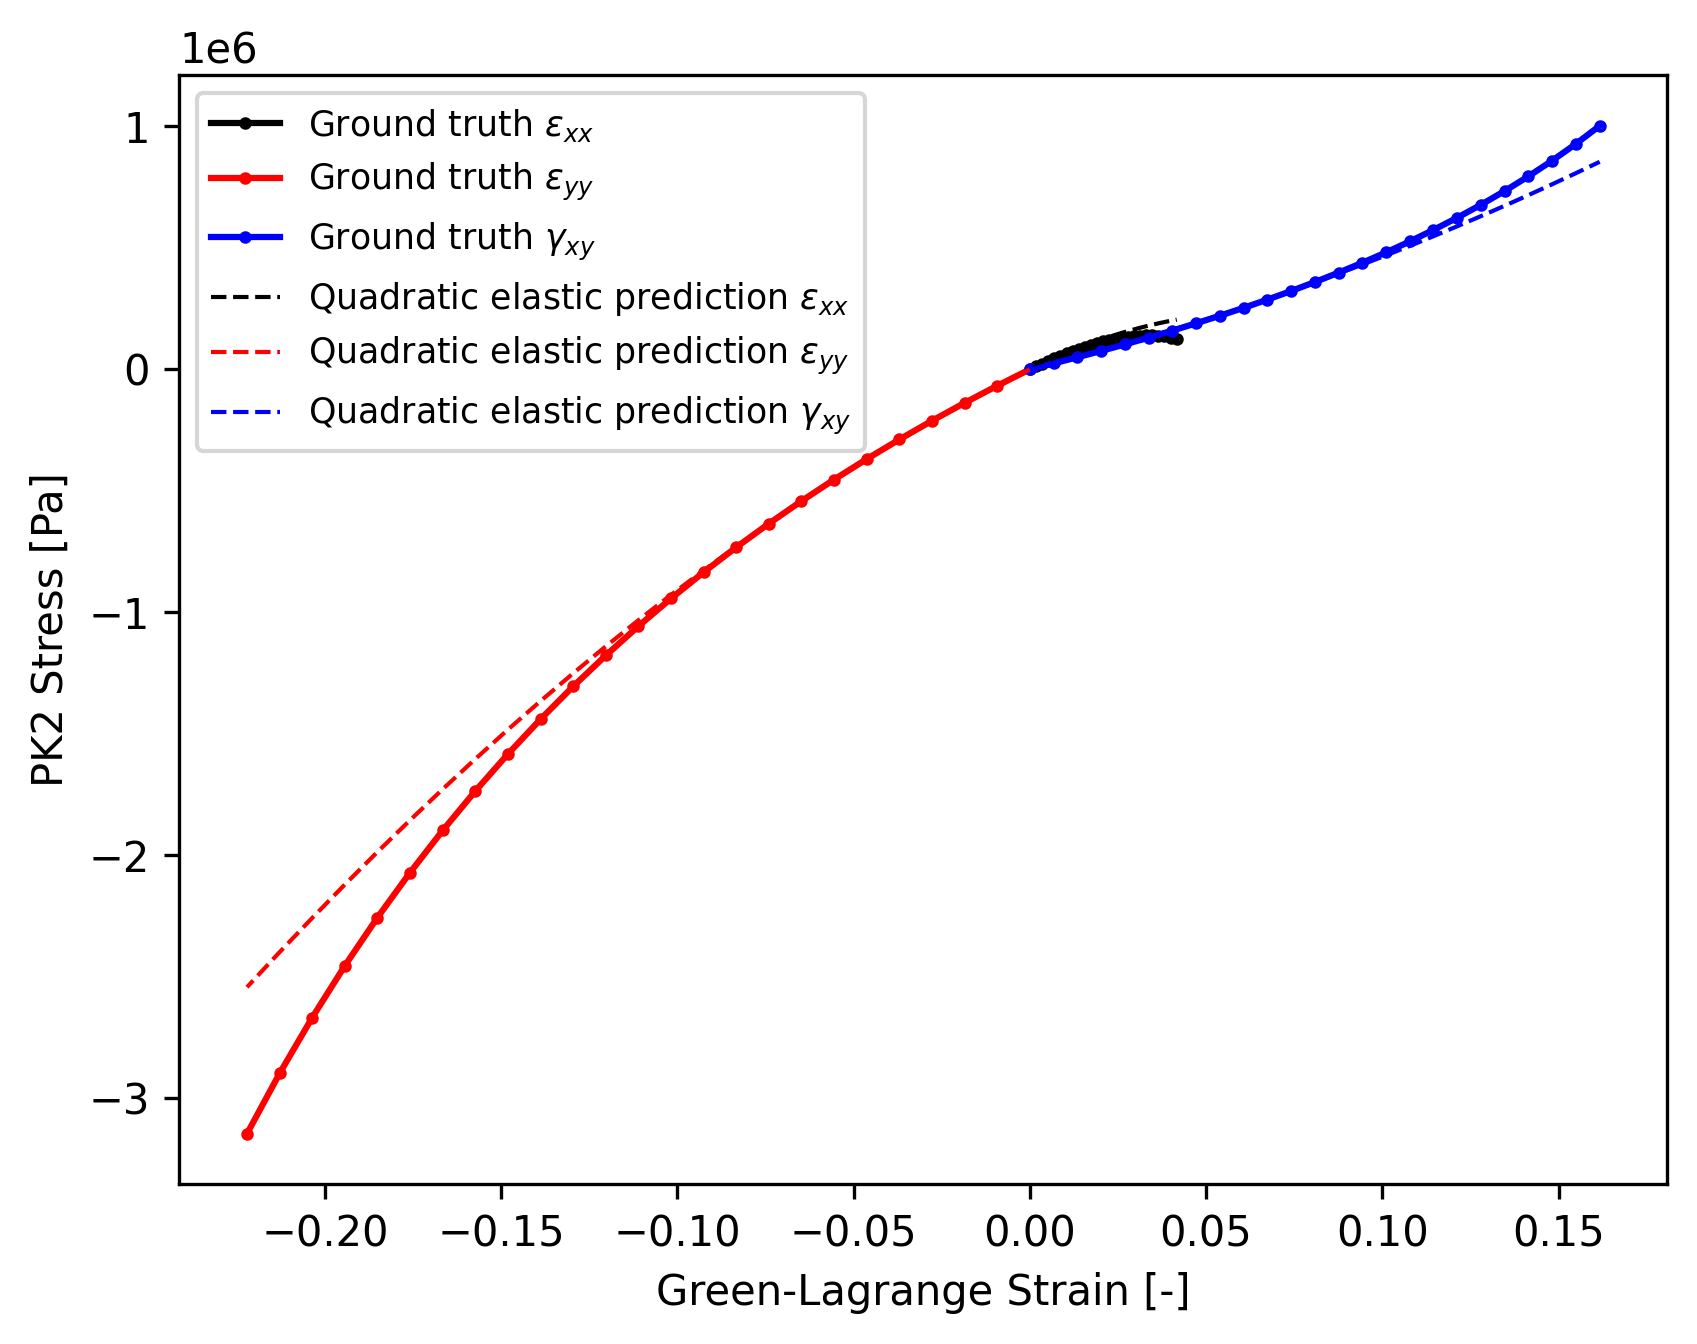 1e6
Ground truth εxx
Ground truth εyy
Ground truth γxy
Quadratic elastic prediction εxx
Quadratic elastic prediction εyy
Quadratic elastic prediction γxy
1
0
−1
−2
−3
PK2 Stress [Pa]
−0.20 −0.15 −0.10 −0.05 0.00 0.05 0.10 0.15
Green-Lagrange Strain [-]